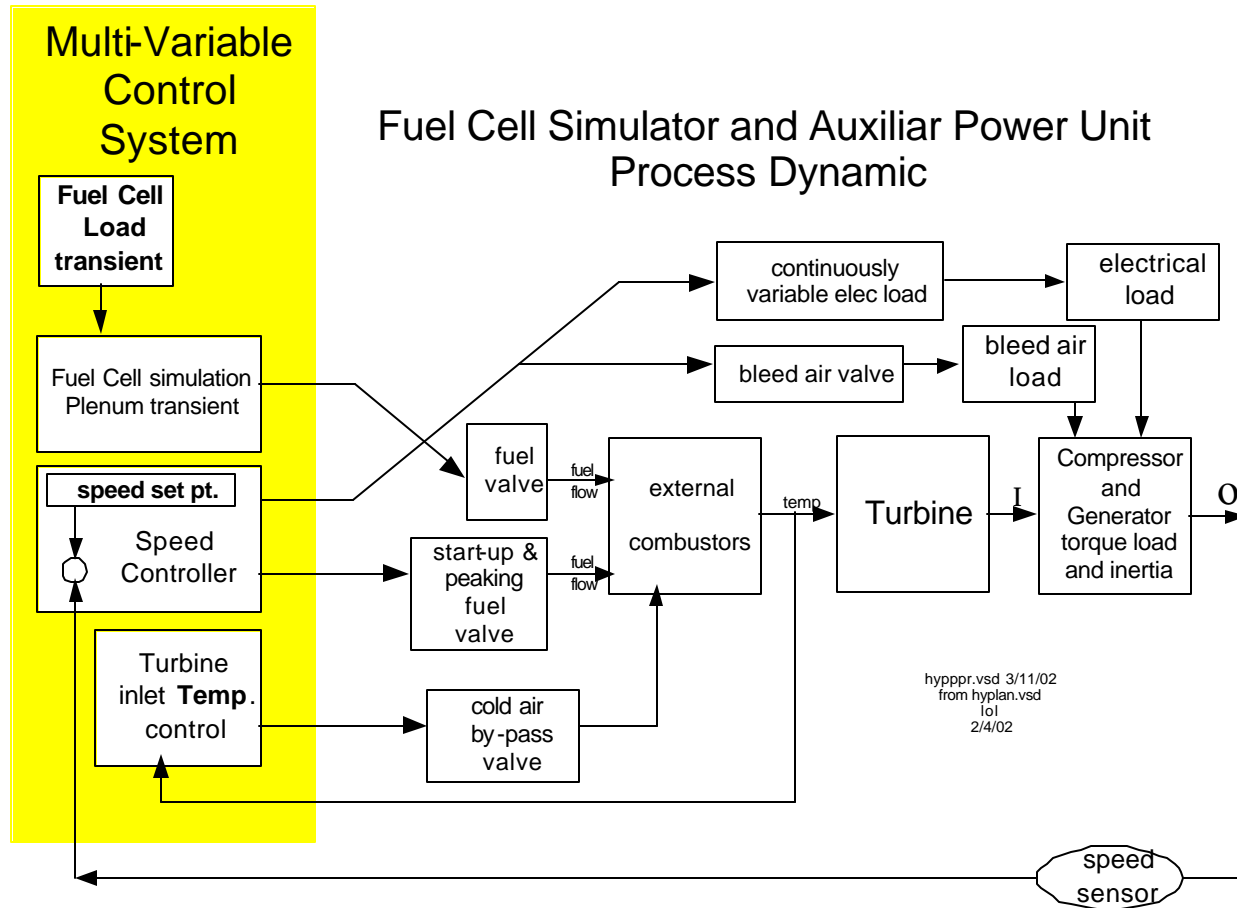 Multi-Variable
Control
System
Fuel Cell Simulator and Auxiliar Power Unit
Process Dynamic
Fuel Cell
Load
transient
Fuel Cell simulation
Plenum transient
speed set pt.
Speed
Controller
Turbine
inlet Temp.
control
continuously
variable elec load
electrical
load
bleed air valve
bleed air
load
fuel
valve
fuel
flow
start-up &
peaking
fuel
valve
fuel
flow
cold air
by-pass
valve
external
combustors
temp
Turbine
I
Compressor
and
Generator
torque load
and inertia
O
hypppr.vsd 3/11/02
from hyplan.vsd
lol
2/4/02
speed
sensor